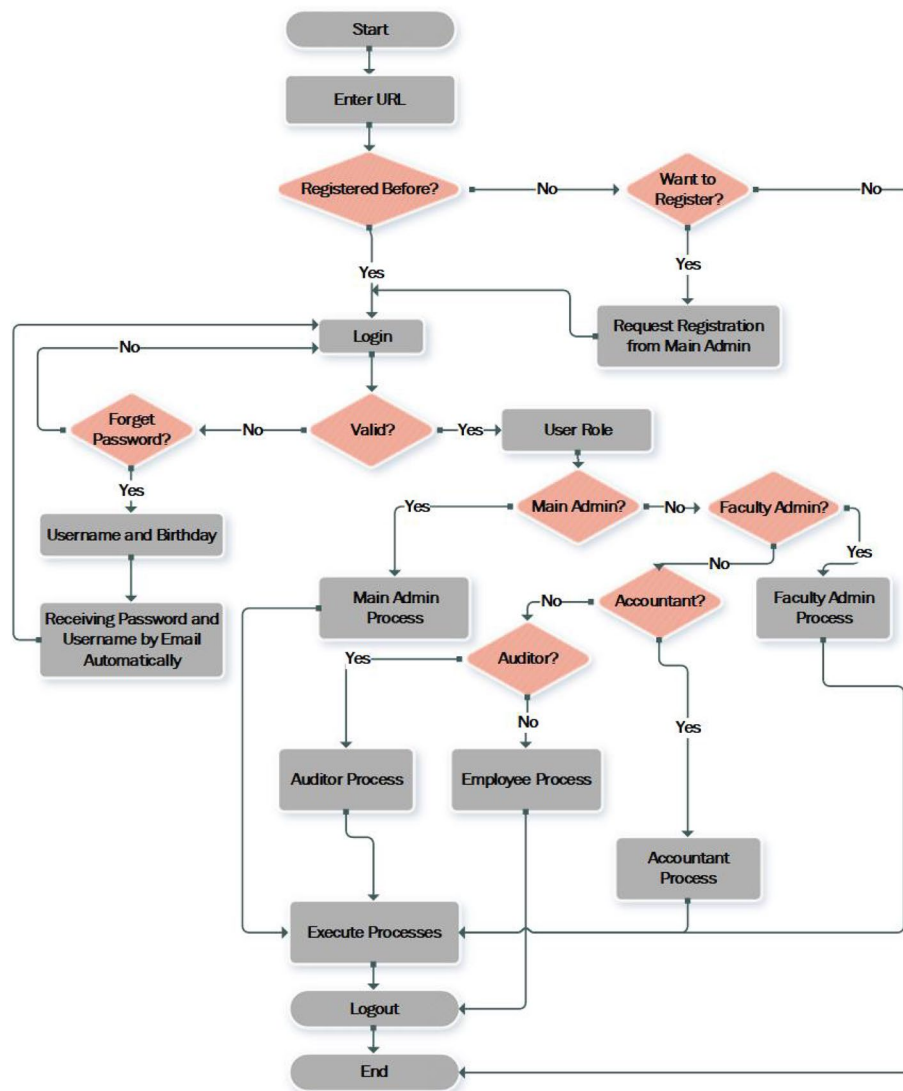 Start
Enter URL
Registered Before?
No
Want to
Register?
No
Yes
Yes
Request Registration
from Main Admin
Login
No
Forget
Password?
No
Valid?
Yes
User Role
Yes
Main Admin?
No
Faculty Admin?
Yes
Yes
Username and Birthday
No
Main Admin
Process
No
Accountant?
Faculty Admin
Process
Receiving Password and
Username by Email
Automatically
Yes
Auditor?
No
Yes
Auditor Process
Employee Process
Accountant
Process
Execute Processes
Logout
End